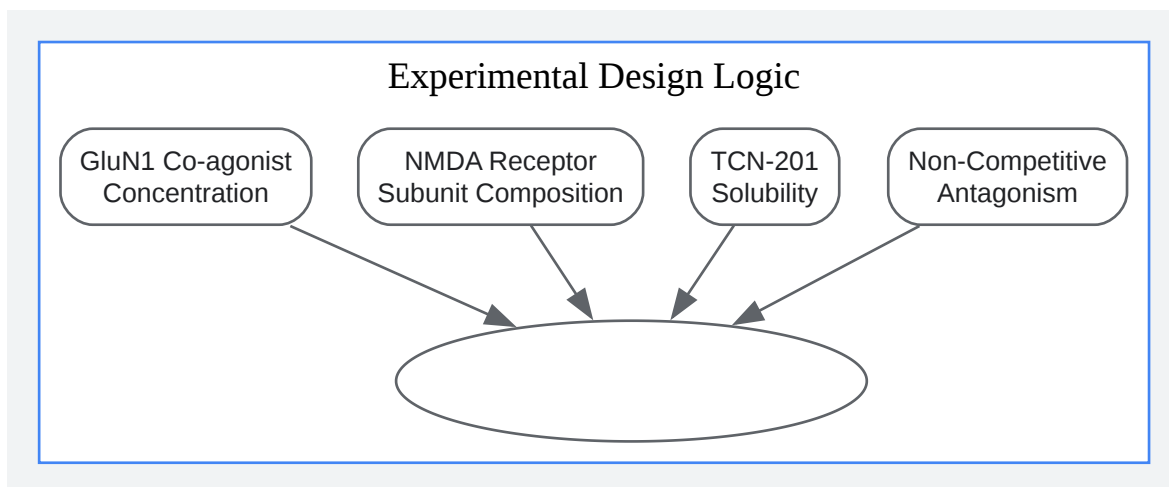 Experimental Design Logic
GluN1 Co-agonist
Concentration
NMDA Receptor
Subunit Composition
TCN-201
Solubility
Non-Competitive
Antagonism